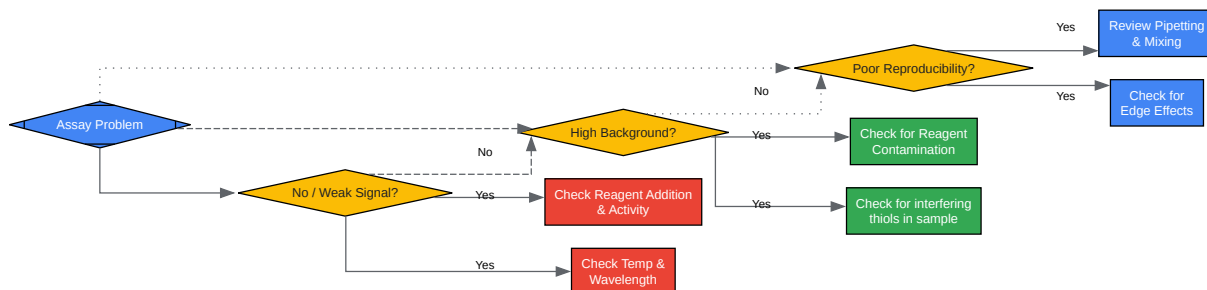 Yes
Review Pipetting
& Mixing
Poor Reproducibility?
No
Yes
Check for
Edge Effects
Assay Problem
High Background?
Yes
Check for Reagent
Contamination
No
No / Weak Signal?
Yes
Check Reagent Addition
& Activity
Yes
Check for interfering
thiols in sample
Yes
Check Temp &
Wavelength